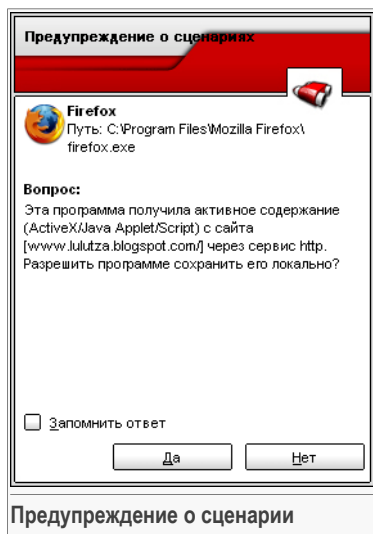 Предупреждение о сценариях
Firefox
Путь: C:\Program Files\Mozilla Firefox\
firefox.exe
Вопрос:
Эта программа получила активное содержание
(ActiveX/Java Applet/Script) с сайта
[www.lulutza.blogspot.com/] через сервис http.
Разрешить программе сохранить его локально?
Запомнить ответ
Да
Нет
Предупреждение о сценарии